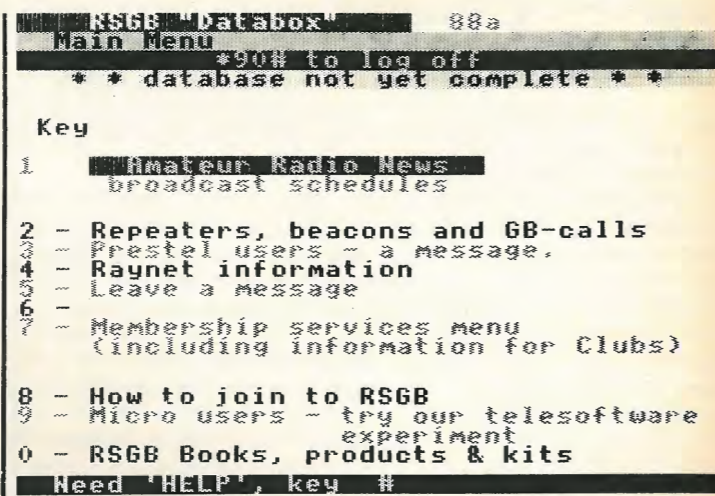 RSGB "Databox" 88a
Main Menu
*90# to log off
* * database not yet complete * *
Key
1 Amateur Radio News
broadcast schedules
2 - Repeaters, beacons and GB-calls
3 - Prestel users - a message.
4 - Raynet information
5 - Leave a message
6 -
7 - Membership services menu
(including information for Clubs)
8 - How to join to RSGB
9 - Micro users - try our telesoftware
experiment
0 - RSGB Books, products & kits
Need 'HELP', key #